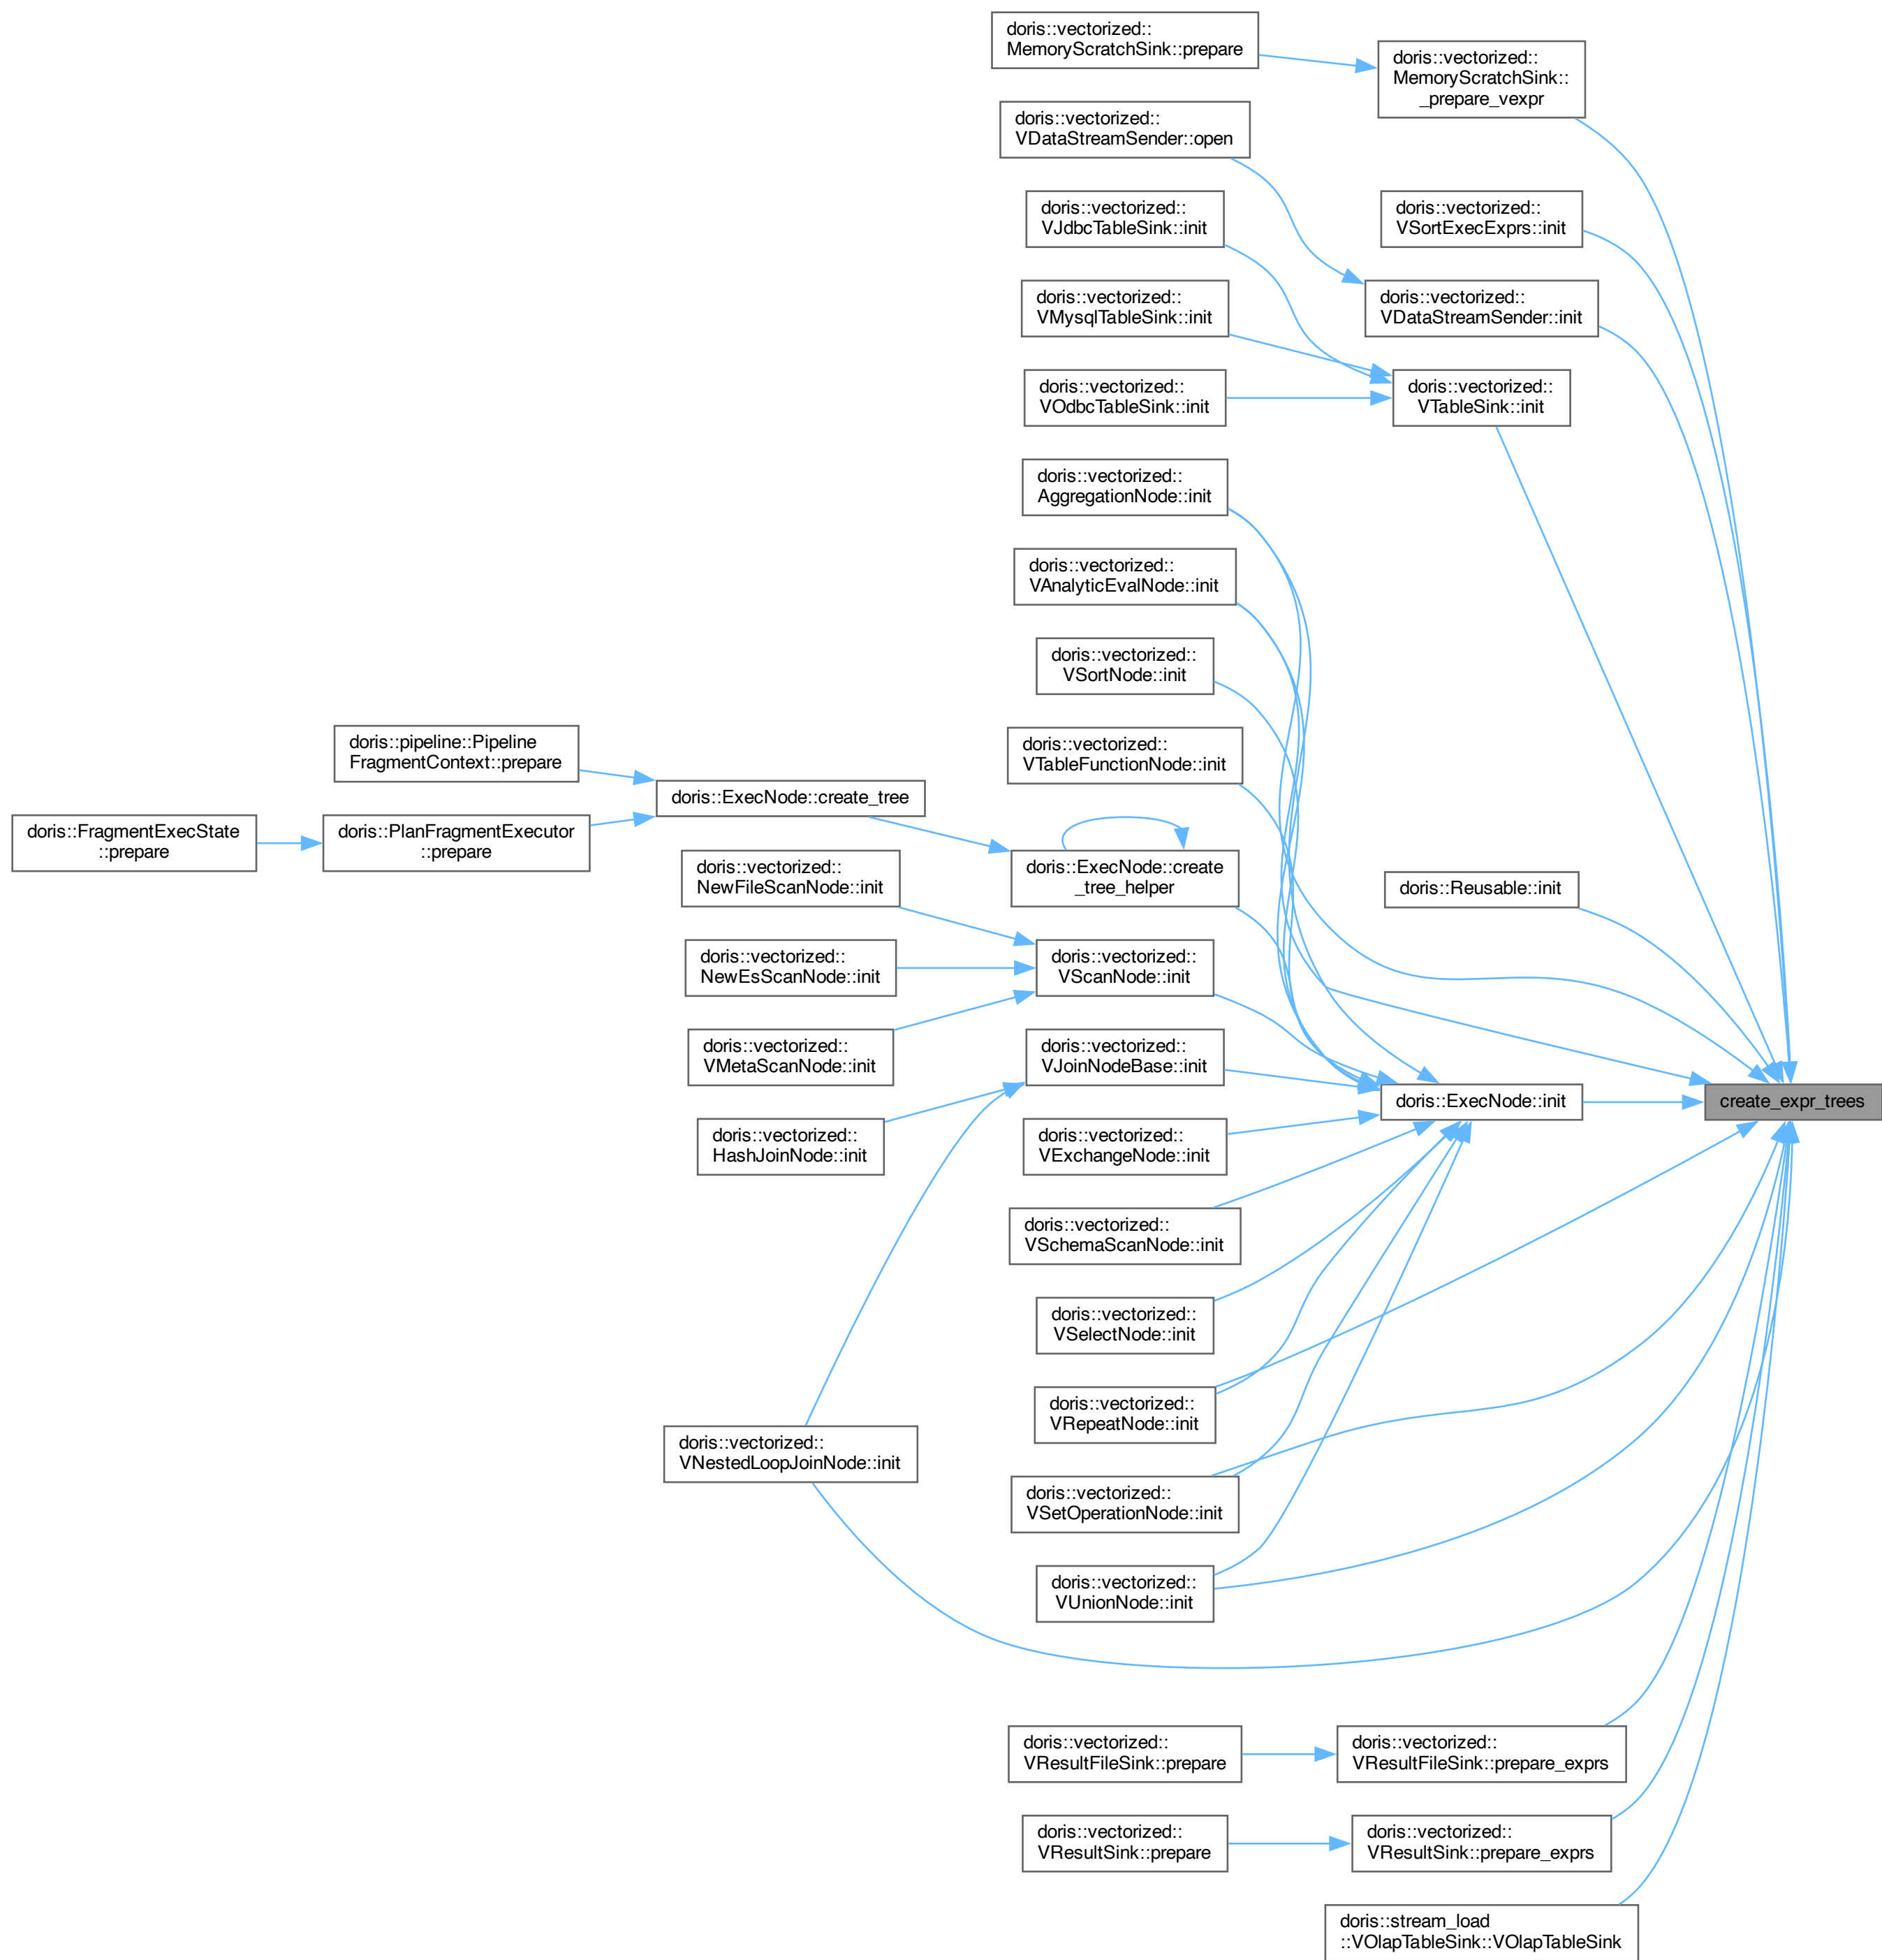 doris::vectorized::
MemoryScratchSink::prepare
doris::vectorized::
MemoryScratchSink::
_prepare_vexpr
doris::vectorized::
VDataStreamSender::open
doris::vectorized::
VJdbcTableSink::init
doris::vectorized::
VSortExecExprs::init
doris::vectorized::
VMysqlTableSink::init
doris::vectorized::
VDataStreamSender::init
doris::vectorized::
VOdbcTableSink::init
doris::vectorized::
VTableSink::init
doris::vectorized::
AggregationNode::init
doris::vectorized::
VAnalyticEvalNode::init
doris::vectorized::
VSortNode::init
doris::pipeline::Pipeline
FragmentContext::prepare
doris::vectorized::
VTableFunctionNode::init
doris::ExecNode::create_tree
doris::FragmentExecState
::prepare
doris::PlanFragmentExecutor
::prepare
doris::ExecNode::create
_tree_helper
doris::vectorized::
NewFileScanNode::init
doris::Reusable::init
doris::vectorized::
NewEsScanNode::init
doris::vectorized::
VScanNode::init
doris::vectorized::
VMetaScanNode::init
doris::vectorized::
VJoinNodeBase::init
doris::ExecNode::init
create_expr_trees
doris::vectorized::
HashJoinNode::init
doris::vectorized::
VExchangeNode::init
doris::vectorized::
VSchemaScanNode::init
doris::vectorized::
VSelectNode::init
doris::vectorized::
VRepeatNode::init
doris::vectorized::
VNestedLoopJoinNode::init
doris::vectorized::
VSetOperationNode::init
doris::vectorized::
VUnionNode::init
doris::vectorized::
VResultFileSink::prepare
doris::vectorized::
VResultFileSink::prepare_exprs
doris::vectorized::
VResultSink::prepare
doris::vectorized::
VResultSink::prepare_exprs
doris::stream_load
::VOlapTableSink::VOlapTableSink